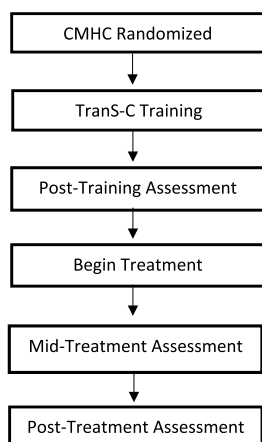 CMHC Randomized
TranS-C Training
Post-Training Assessment
Begin Treatment
Mid-Treatment Assessment
Post-Treatment Assessment